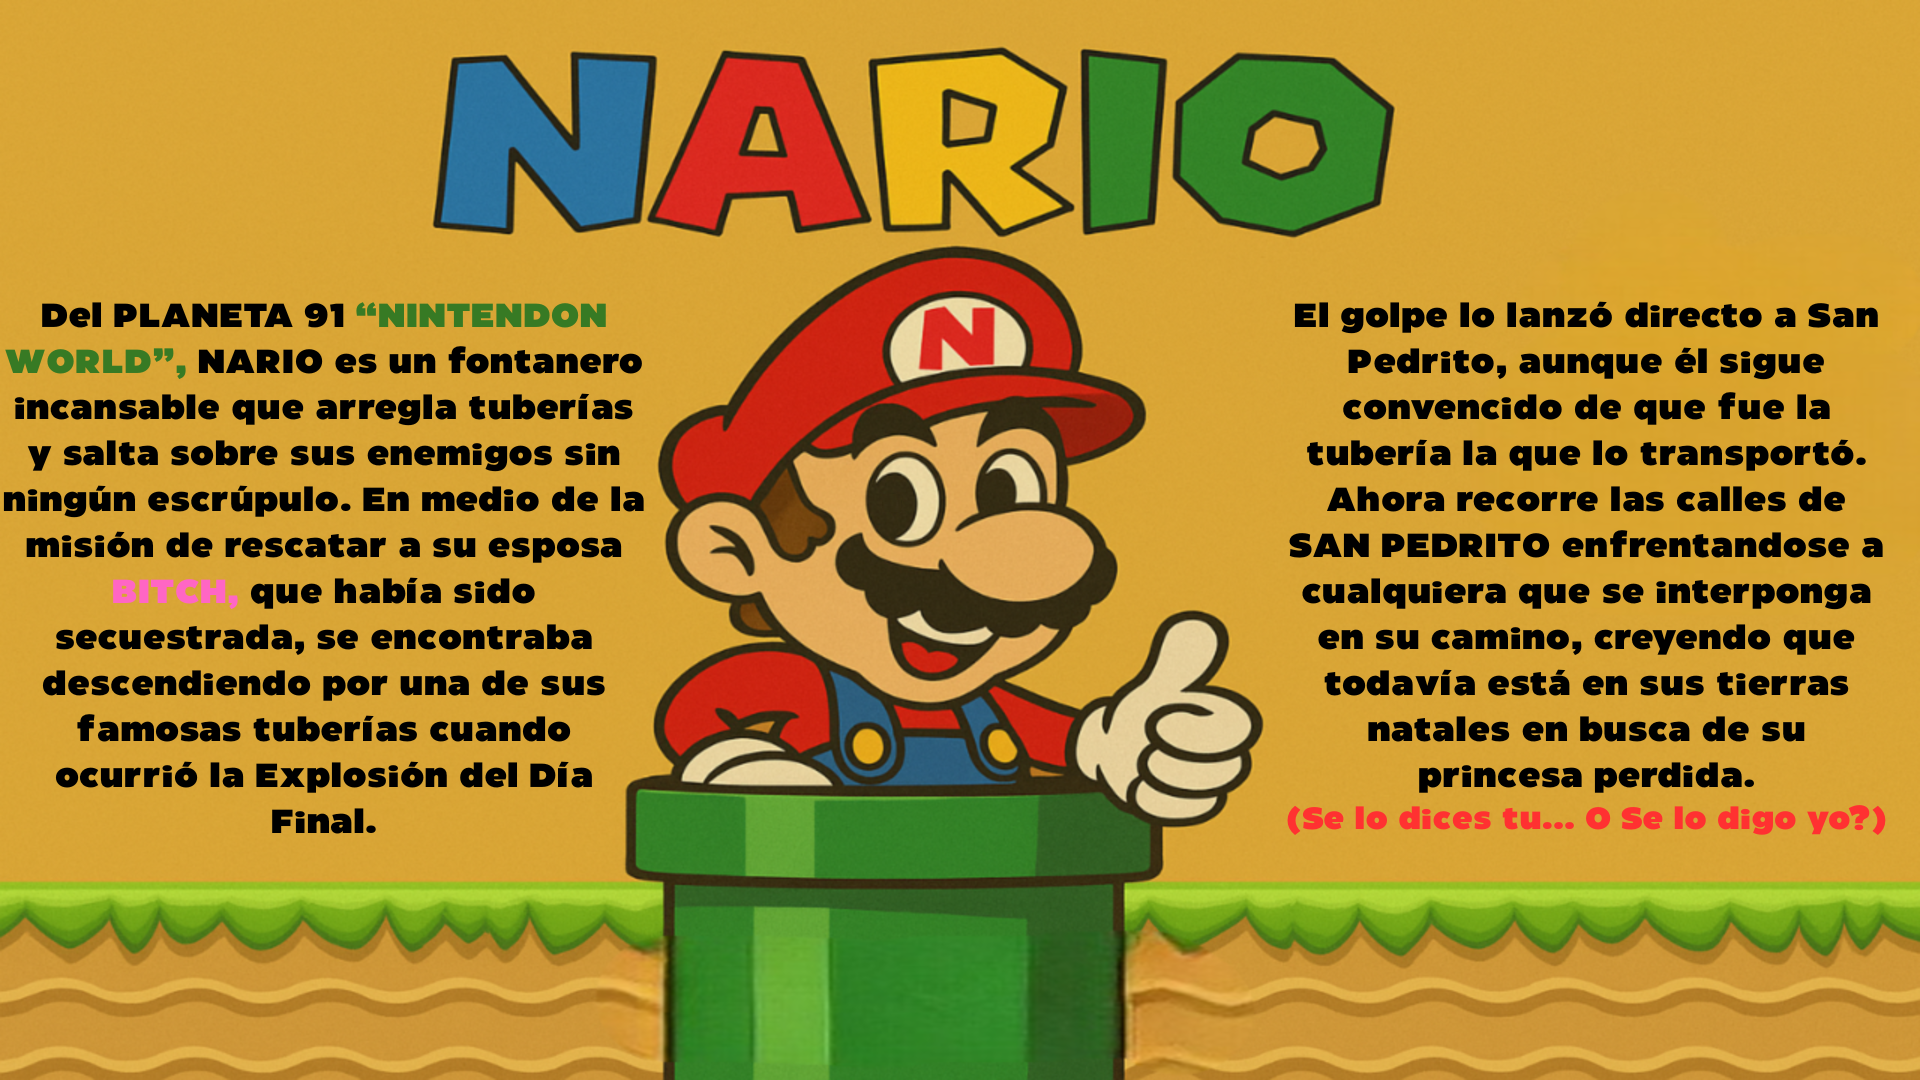 NARIO
N
Del PLANETA 91 “NINTENDON
WORLD”, NARIO es un fontanero
incansable que arregla tuberías
y salta sobre sus enemigos sin
ningún escrúpulo. En medio de la
misión de rescatar a su esposa
BITCH, que había sido
secuestrada, se encontraba
descendiendo por una de sus
famosas tuberías cuando
ocurrió la Explosión del Día
Final.
El golpe lo lanzó directo a San
Pedrito, aunque él sigue
convencido de que fue la
tubería la que lo transportó.
Ahora recorre las calles de
SAN PEDRITO enfrentandose a
cualquiera que se interponga
en su camino, creyendo que
todavía está en sus tierras
natales en busca de su
princesa perdida.
(Se lo dices tu... O Se lo digo yo?)